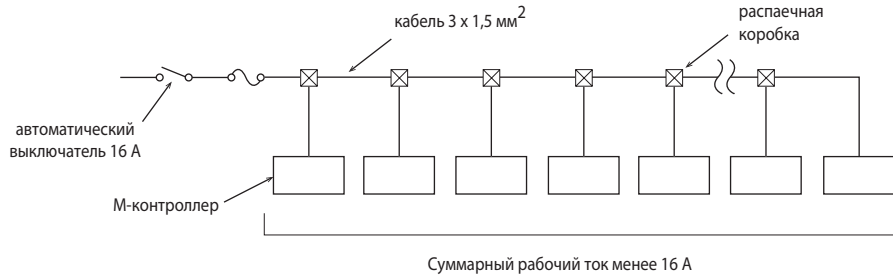 кабель 3 x 1,5 мм²
распаечная
коробка
автоматический
выключатель 16 А
М-контроллер
Суммарный рабочий ток менее 16 А